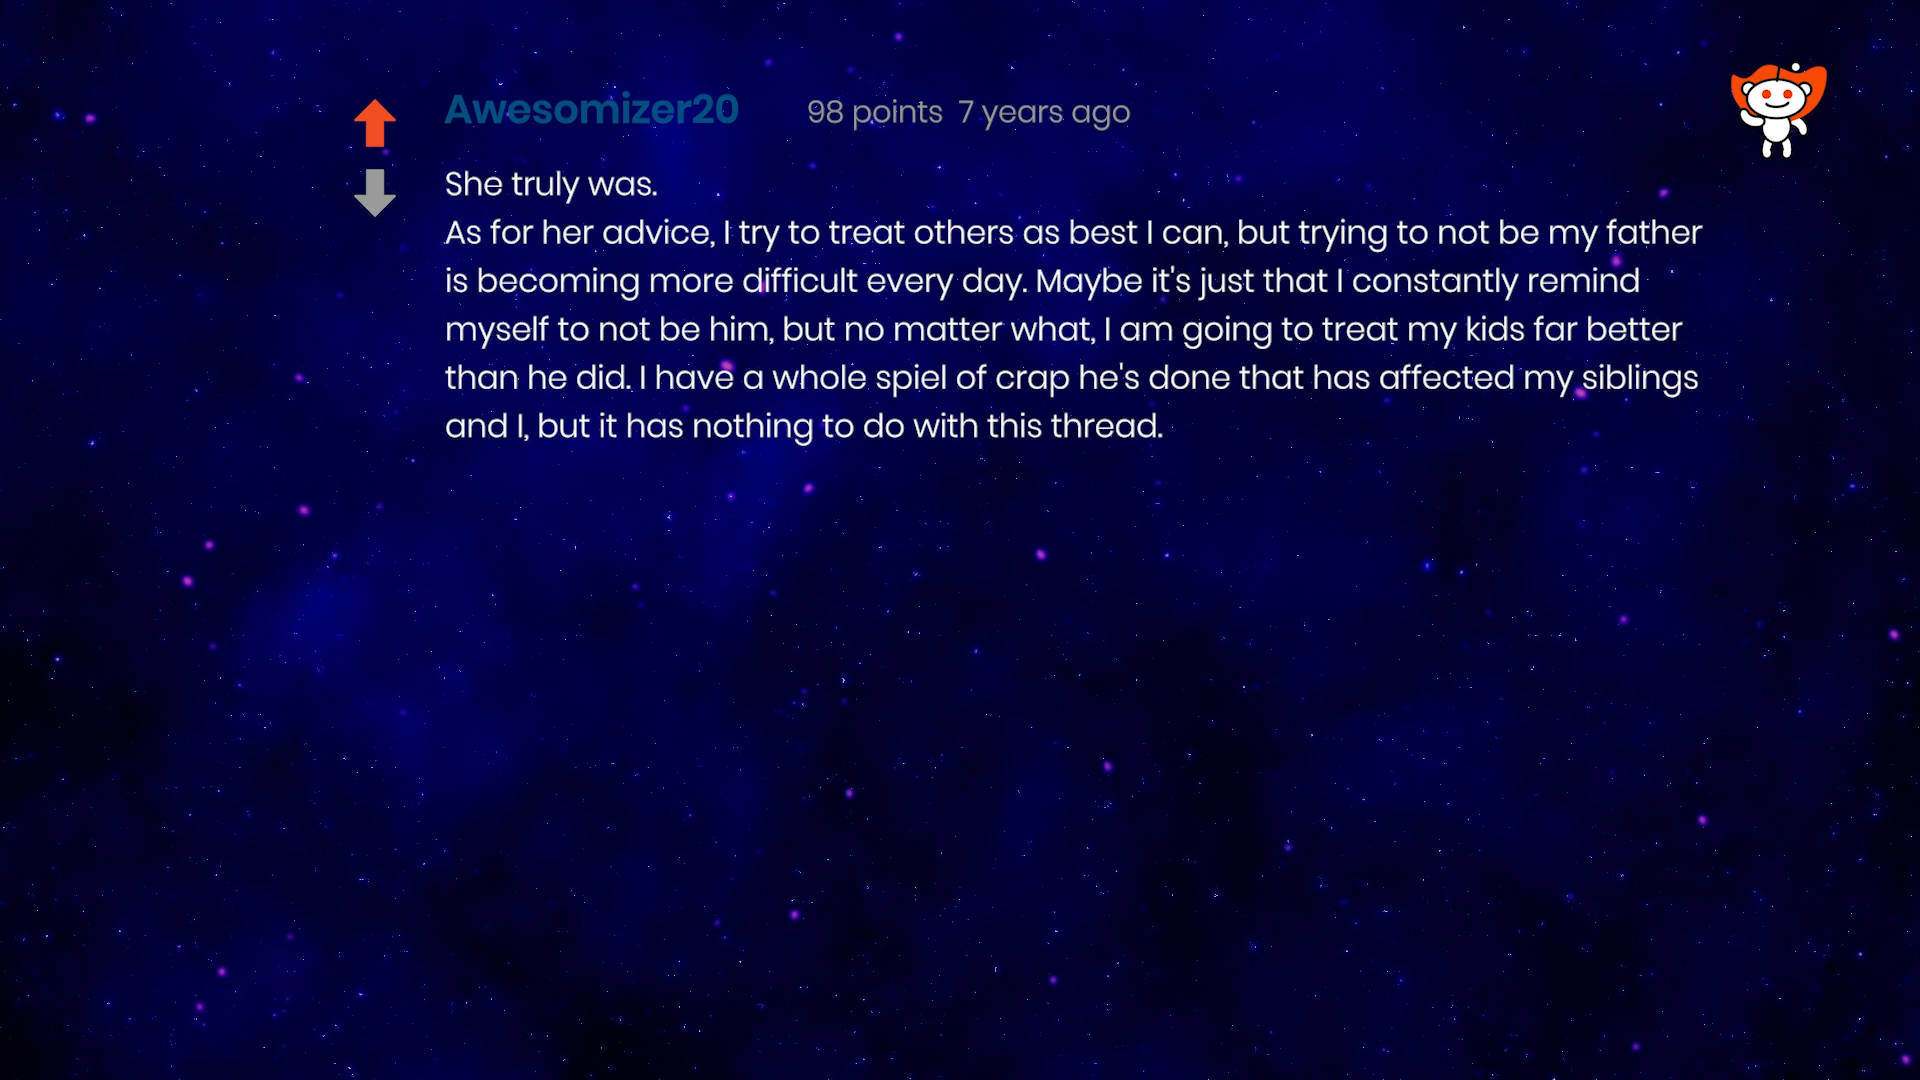 Awesomizer20 98 points 7 years ago
She truly was.
As for her advice, I try to treat others as best I can, but trying to not be my father
is becoming more difficult every day. Maybe it's just that I constantly remind
myself to not be him, but no matter what, I am going to treat my kids far better
than he did. I have a whole spiel of crap he's done that has affected my siblings
and I, but it has nothing to do with this thread.